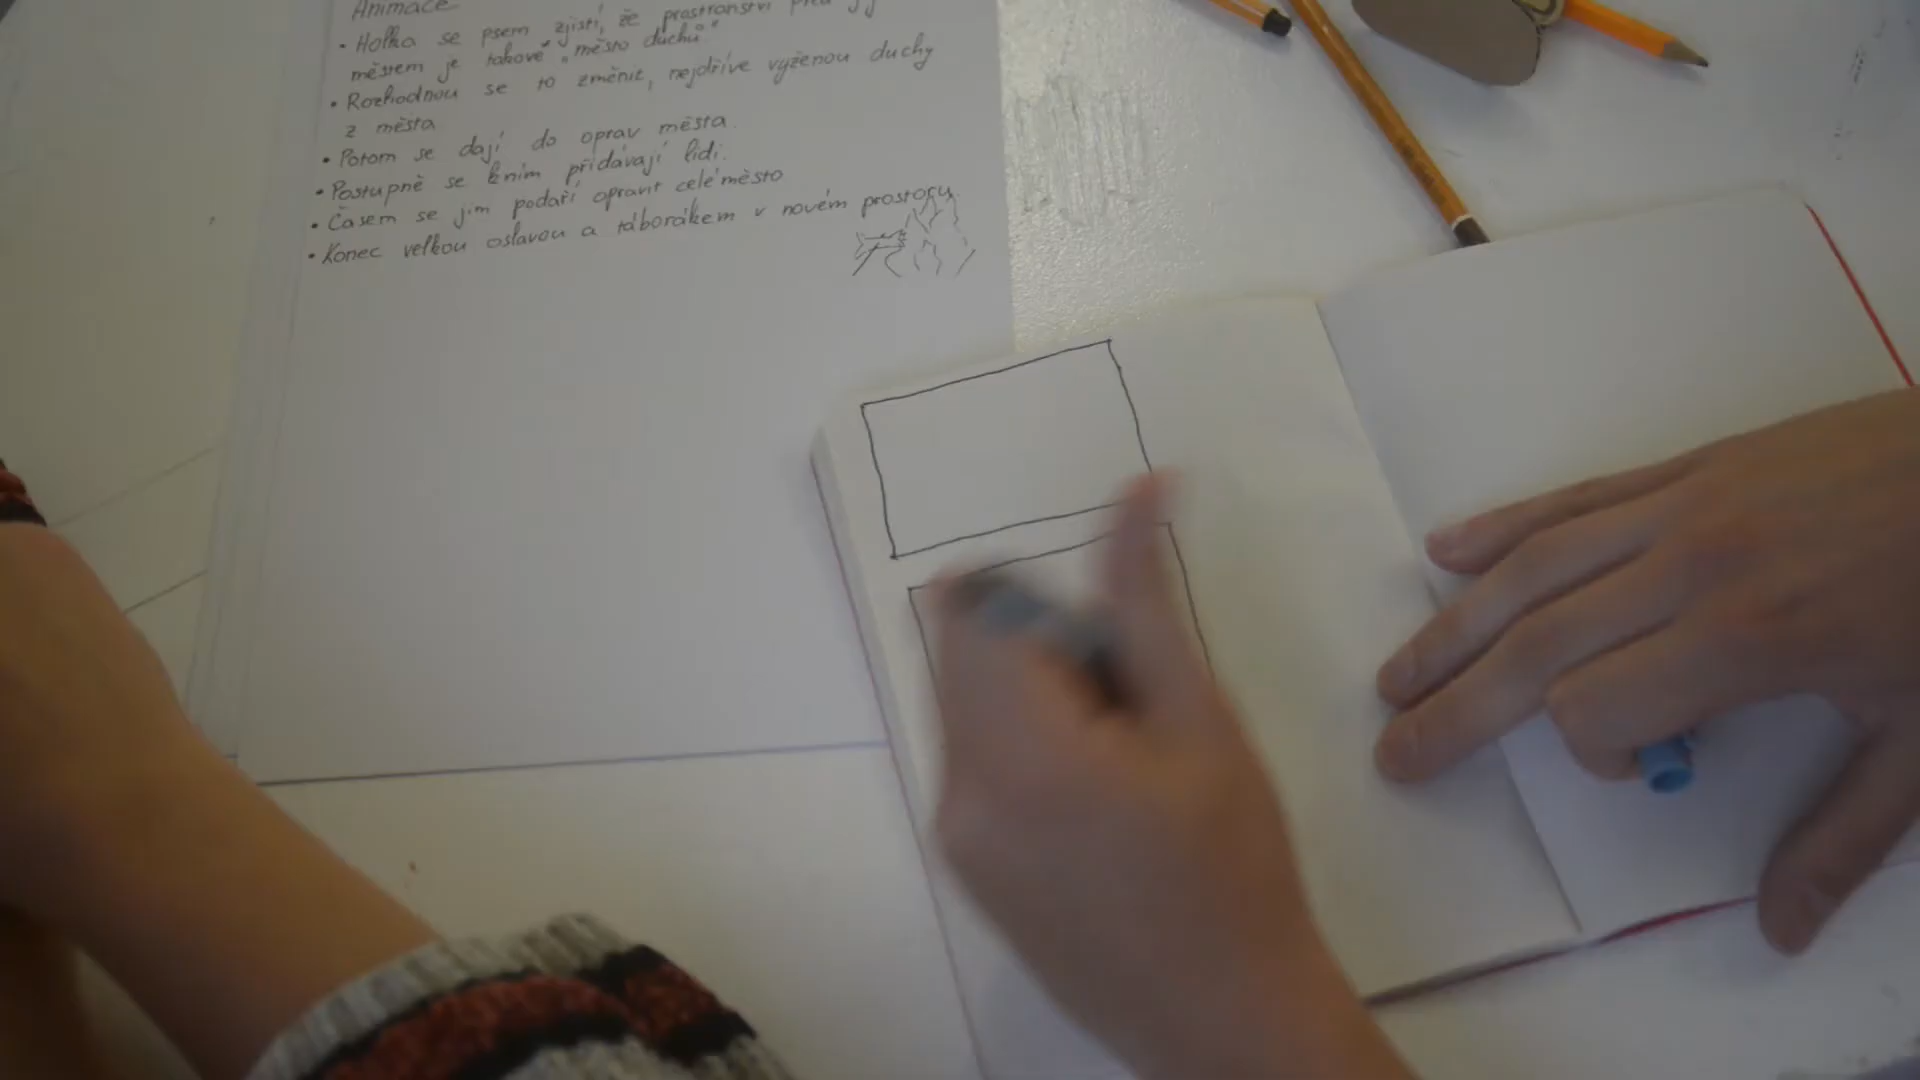 Animace
• Holka se psem zjistí, že prostranství před
městem je takové „město duchů“
• Rozhodnou se to změnit, nejdříve vyženou duchy
z města
• Potom se dají do oprav města.
• Postupně se k nim přidávají lidi.
• Časem se jim podaří opravit celé město
• Konec velkou oslavou a táborákem v novém prostoru.